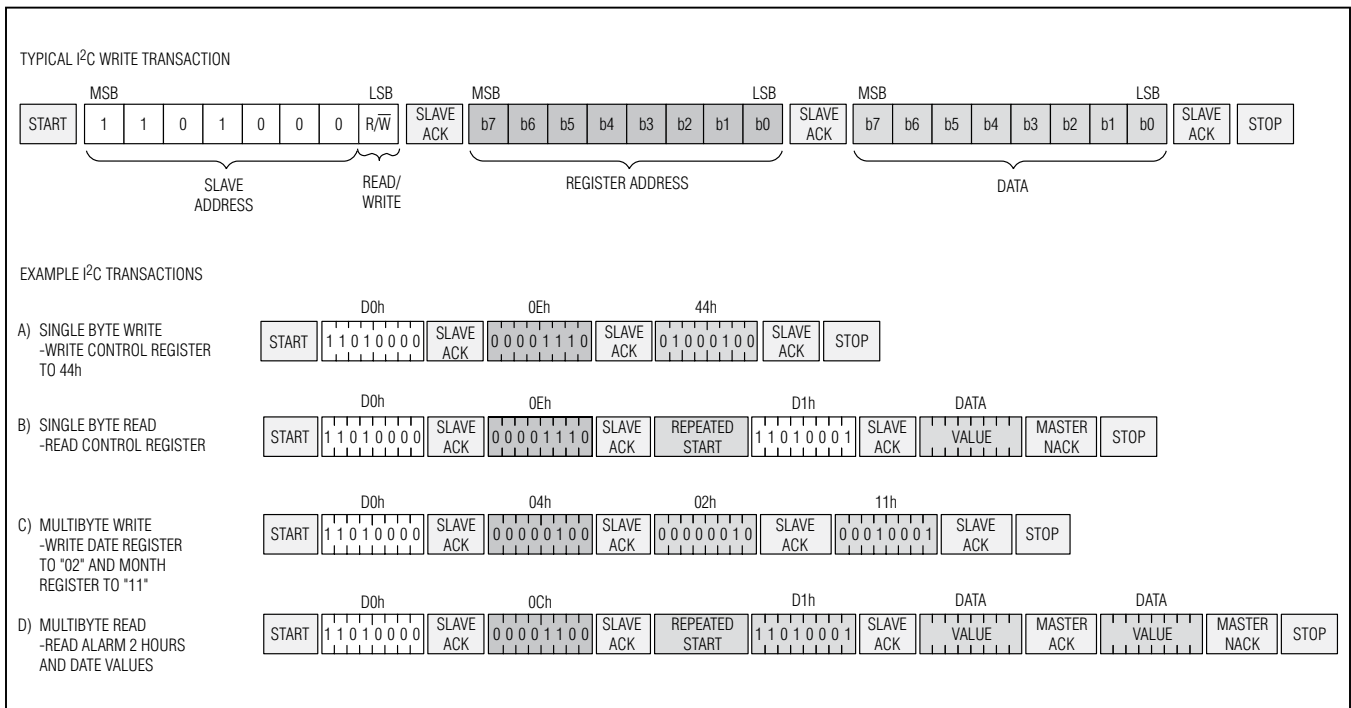 TYPICAL I2C WRITE TRANSACTION
MSB LSB MSB LSB MSB LSB
START 1 1 0 1 0 0 0 R/W̅ SLAVE ACK b7 b6 b5 b4 b3 b2 b1 b0 SLAVE ACK b7 b6 b5 b4 b3 b2 b1 b0 SLAVE ACK STOP
SLAVE ADDRESS READ/WRITE REGISTER ADDRESS DATA
EXAMPLE I2C TRANSACTIONS
D0h 0Eh 44h
A) SINGLE BYTE WRITE
-WRITE CONTROL REGISTER
TO 44h
START 11010000 SLAVE ACK 00001110 SLAVE ACK 01000100 SLAVE ACK STOP
D0h 0Eh D1h DATA
B) SINGLE BYTE READ
-READ CONTROL REGISTER
START 11010000 SLAVE ACK 00001110 SLAVE ACK REPEATED START 11010001 SLAVE ACK VALUE MASTER NACK STOP
D0h 04h 02h 11h
C) MULTIBYTE WRITE
-WRITE DATE REGISTER
TO "02" AND MONTH
REGISTER TO "11"
START 11010000 SLAVE ACK 00000100 SLAVE ACK 00000010 SLAVE ACK 00010001 SLAVE ACK STOP
D0h 0Ch D1h DATA DATA
D) MULTIBYTE READ
-READ ALARM 2 HOURS
AND DATE VALUES
START 11010000 SLAVE ACK 00001100 SLAVE ACK REPEATED START 11010001 SLAVE ACK VALUE MASTER ACK VALUE MASTER NACK STOP